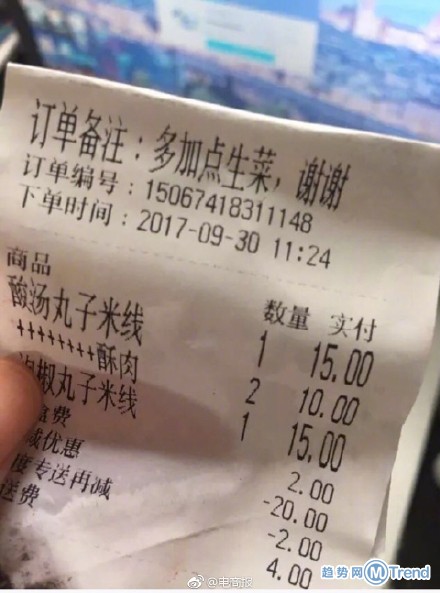 订单备注：多加点生菜，谢谢
订单编号：15067418311148
下单时间：2017-09-30 11:24
商品 数量 实付
酸汤丸子米线 1 15.00
++++++++酥肉 2 10.00
椒丸子米线 1 15.00
费 2.00
减优惠 -20.00
专送再减 -2.00
送费 4.00
@电商报
趋势网 M Trend